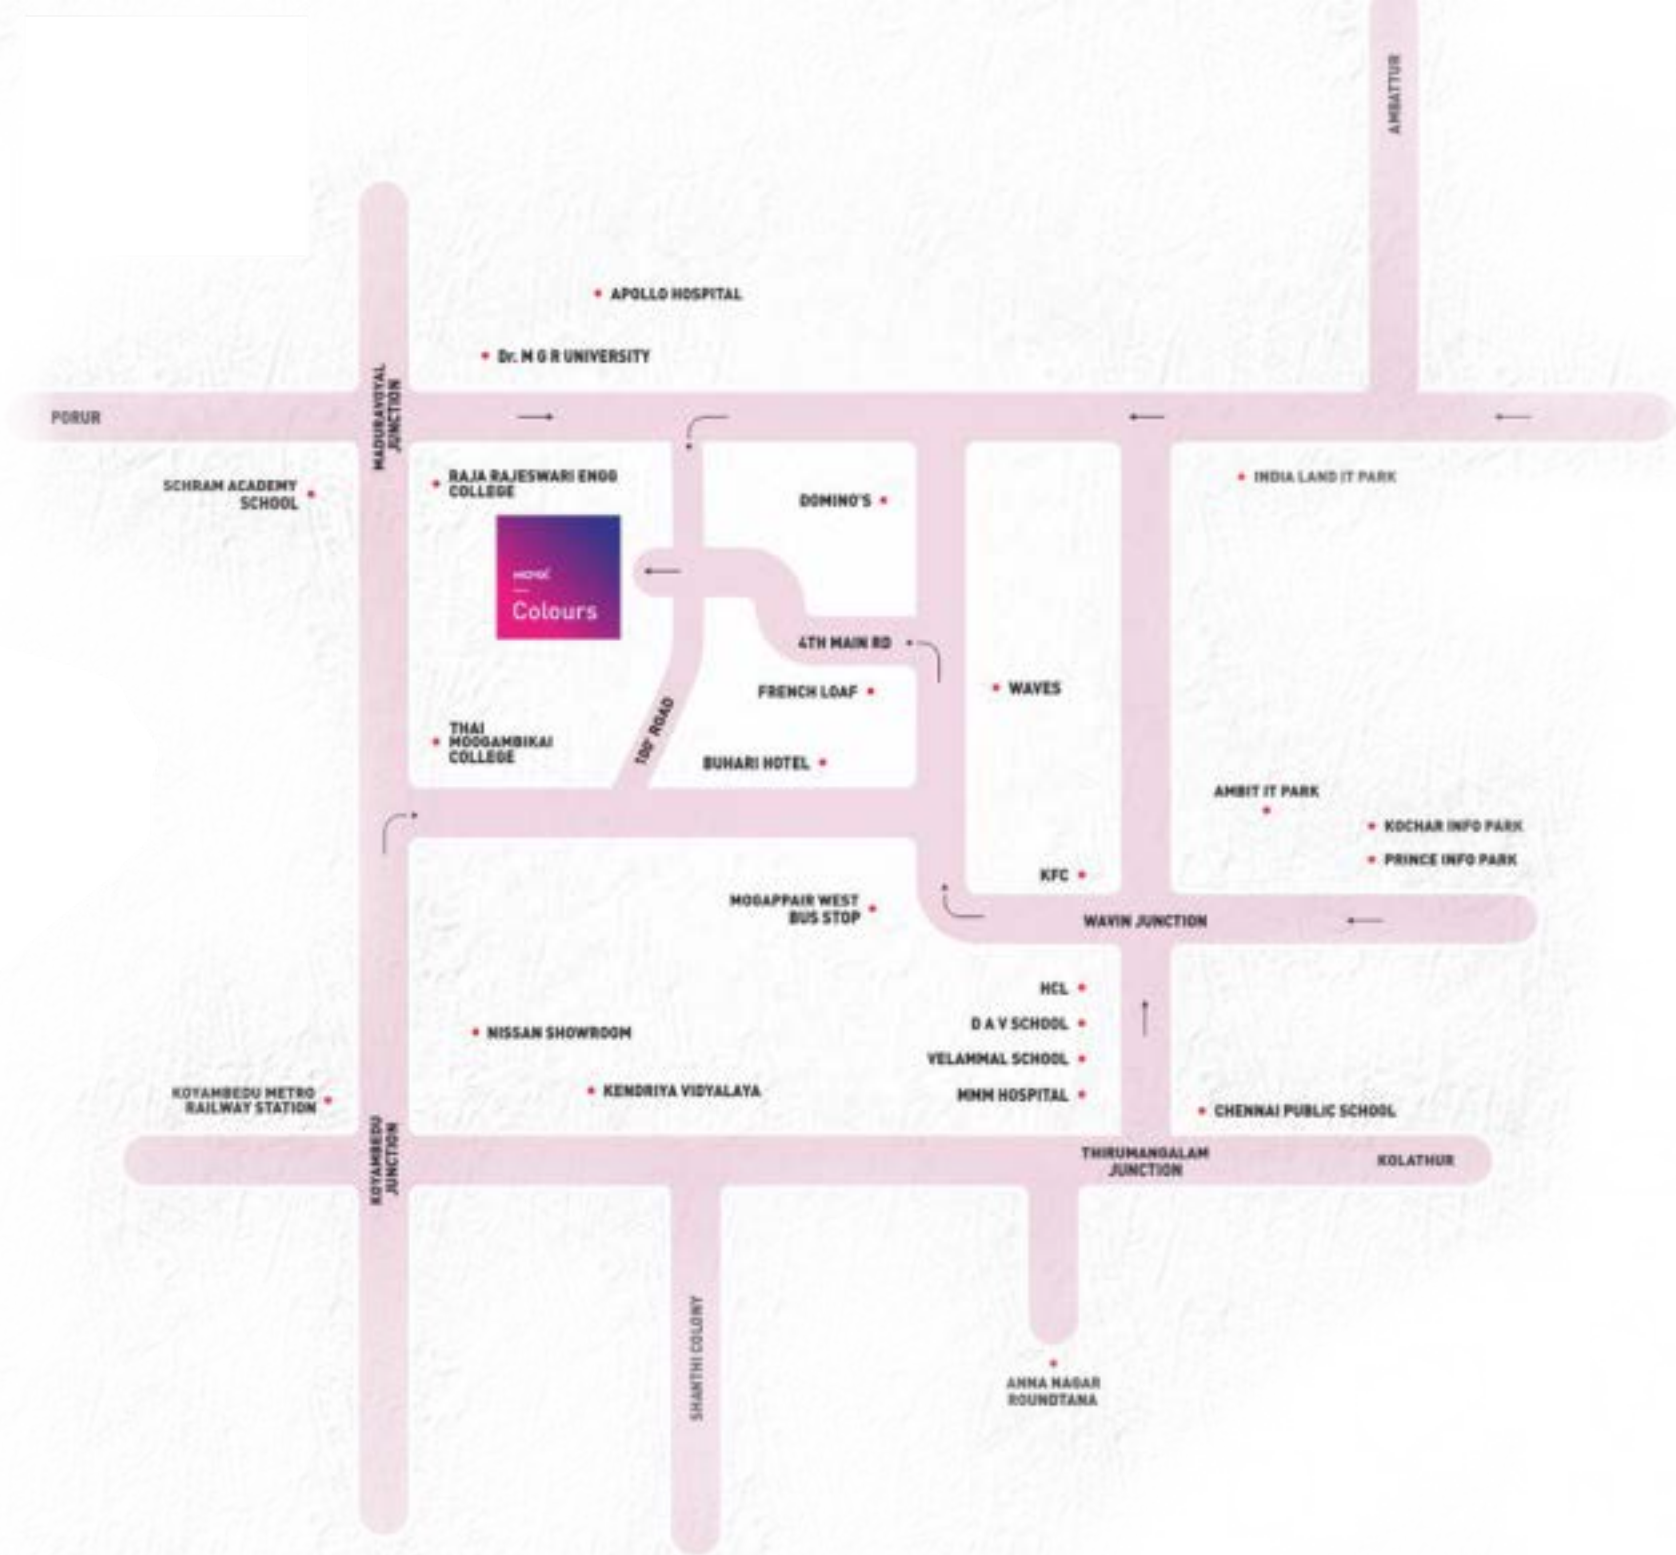 AMBATTUR
APOLLO HOSPITAL
Dr. M G R UNIVERSITY
PORUR
MADURAVOYAL
JUNCTION
SCHRAM ACADEMY
SCHOOL
RAJA RAJESWARI ENGG
COLLEGE
DOMINO'S
INDIA LAND IT PARK
Colours
4TH MAIN RD
FRENCH LOAF
WAVES
100' ROAD
THAI
MOOGAMBIKAI
COLLEGE
BUHARI HOTEL
AMBIT IT PARK
KOCHAR INFO PARK
PRINCE INFO PARK
KFC
MOGAPPAIR WEST
BUS STOP
WAVIN JUNCTION
HCL
D A V SCHOOL
NISSAN SHOWROOM
VELAMMAL SCHOOL
KENDRIYA VIDYALAYA
MMM HOSPITAL
KOYAMBEDU METRO
RAILWAY STATION
CHENNAI PUBLIC SCHOOL
KOYAMBEDU
JUNCTION
THIRUMANGALAM
JUNCTION
KOLATHUR
SHANTHI COLONY
ANNA NAGAR
ROUNDTANA